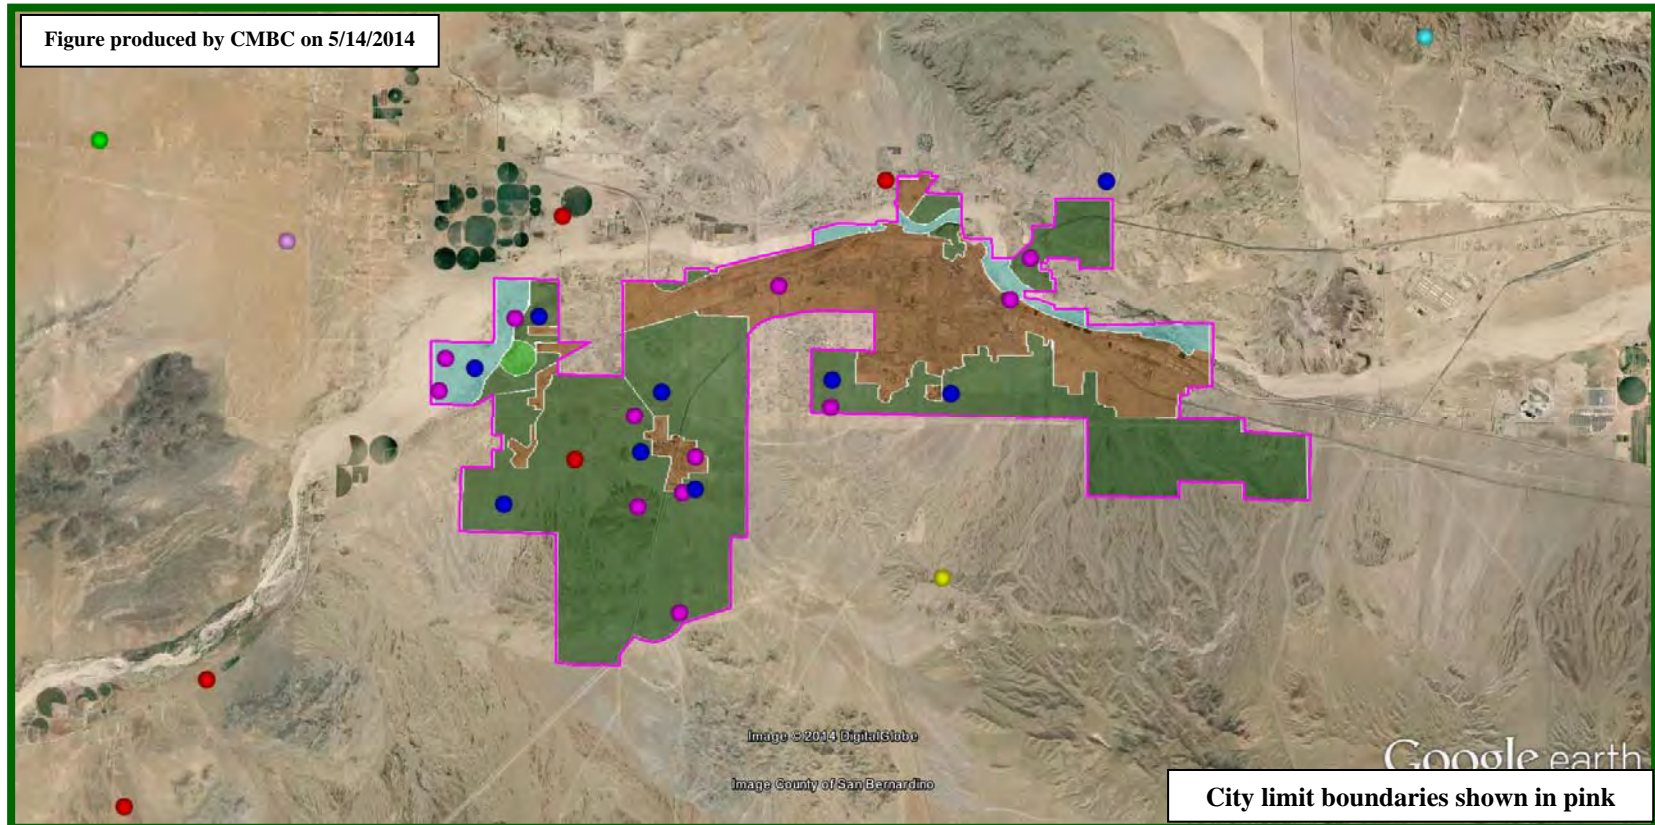 Figure produced by CMBC on 5/14/2014
Image © 2014 DigitalGlobe
Image County of San Bernardino
Google earth
City limit boundaries shown in pink